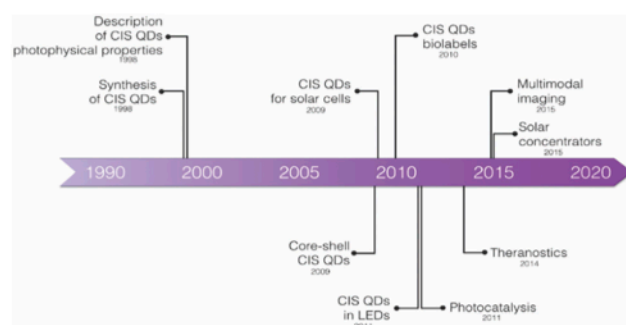 Description
of CIS QDs
photophysical properties
1998
Synthesis
of CIS QDs
1998
CIS QDs
for solar cells
2009
CIS QDs
biolabels
2010
Multimodal
imaging
2015
Solar
concentrators
2015
1990 2000 2005 2010 2015 2020
Core-shell
CIS QDs
2009
CIS QDs
in LEDs
Photocatalysis
2011
Theranostics
2014